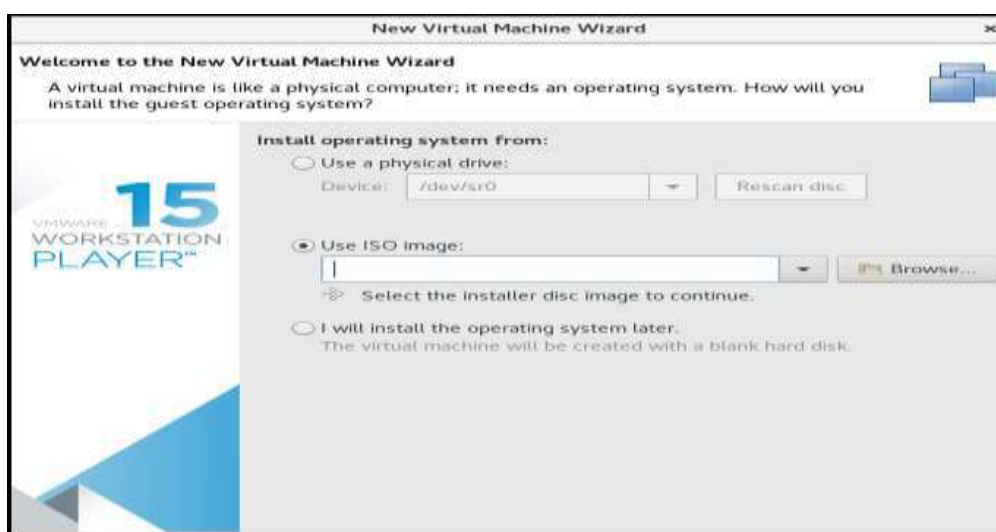 New Virtual Machine Wizard
Welcome to the New Virtual Machine Wizard
A virtual machine is like a physical computer; it needs an operating system. How will you
install the guest operating system?
15
VMWARE
WORKSTATION
PLAYER™
Install operating system from:
Use a physical drive:
Device: /dev/sr0 Rescan disc
Use ISO image:
Browse...
Select the installer disc image to continue.
I will install the operating system later.
The virtual machine will be created with a blank hard disk.